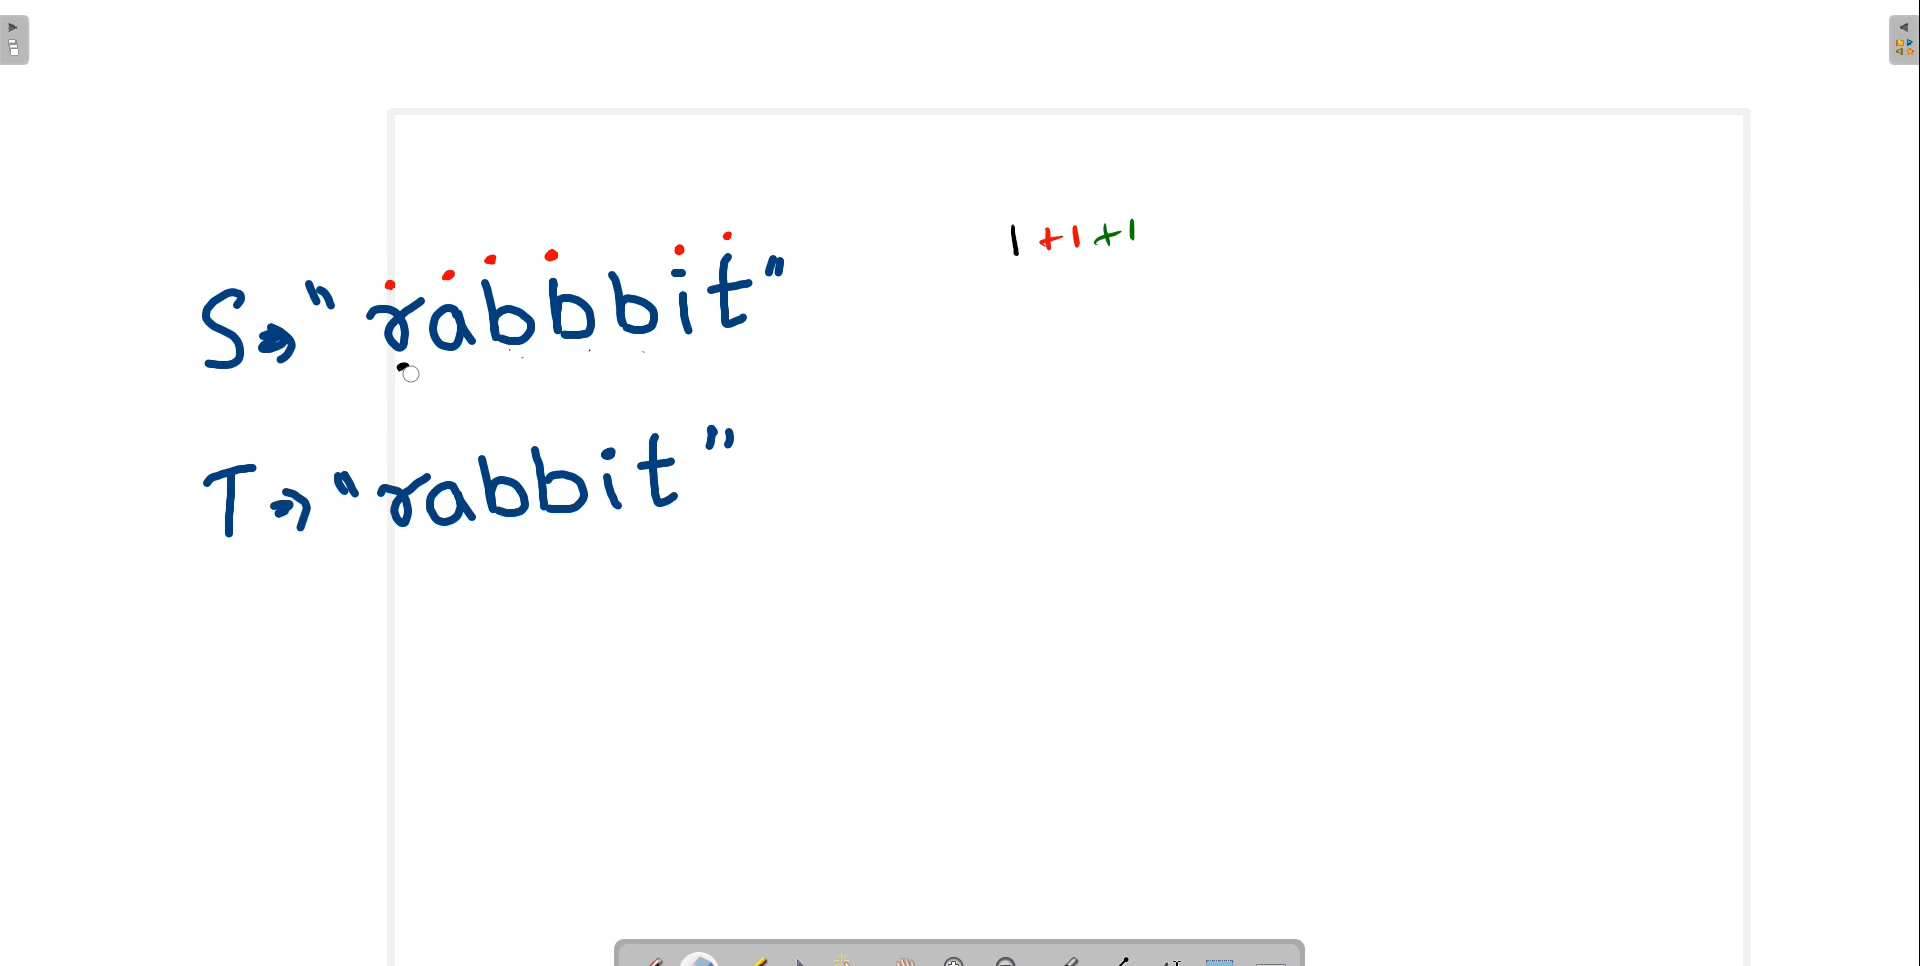 1 +1 +1
S→ "rabbbit"
T→ "rabbit"